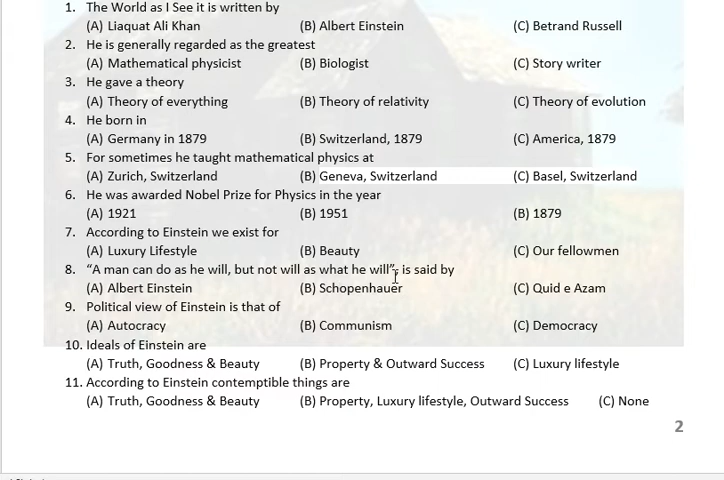 1. The World as I See it is written by
(A) Liaquat Ali Khan (B) Albert Einstein (C) Betrand Russell
2. He is generally regarded as the greatest
(A) Mathematical physicist (B) Biologist (C) Story writer
3. He gave a theory
(A) Theory of everything (B) Theory of relativity (C) Theory of evolution
4. He born in
(A) Germany in 1879 (B) Switzerland, 1879 (C) America, 1879
5. For sometimes he taught mathematical physics at
(A) Zurich, Switzerland (B) Geneva, Switzerland (C) Basel, Switzerland
6. He was awarded Nobel Prize for Physics in the year
(A) 1921 (B) 1951 (B) 1879
7. According to Einstein we exist for
(A) Luxury Lifestyle (B) Beauty (C) Our fellowmen
8. “A man can do as he will, but not will as what he will”, is said by
(A) Albert Einstein (B) Schopenhauer (C) Quid e Azam
9. Political view of Einstein is that of
(A) Autocracy (B) Communism (C) Democracy
10. Ideals of Einstein are
(A) Truth, Goodness & Beauty (B) Property & Outward Success (C) Luxury lifestyle
11. According to Einstein contemptible things are
(A) Truth, Goodness & Beauty (B) Property, Luxury lifestyle, Outward Success (C) None
2